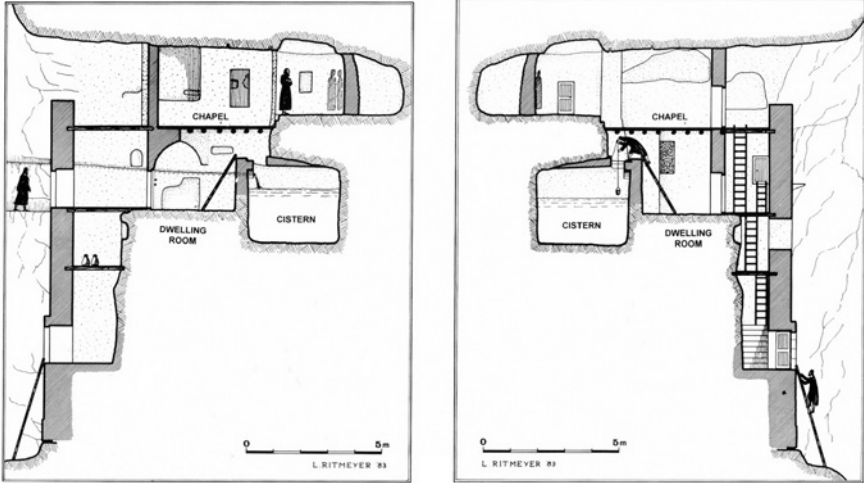 CHAPEL
CISTERN
DWELLING
ROOM
0 5m
L.RITMEYER '83
CHAPEL
CISTERN
DWELLING
ROOM
0 5m
L RITMEYER 83